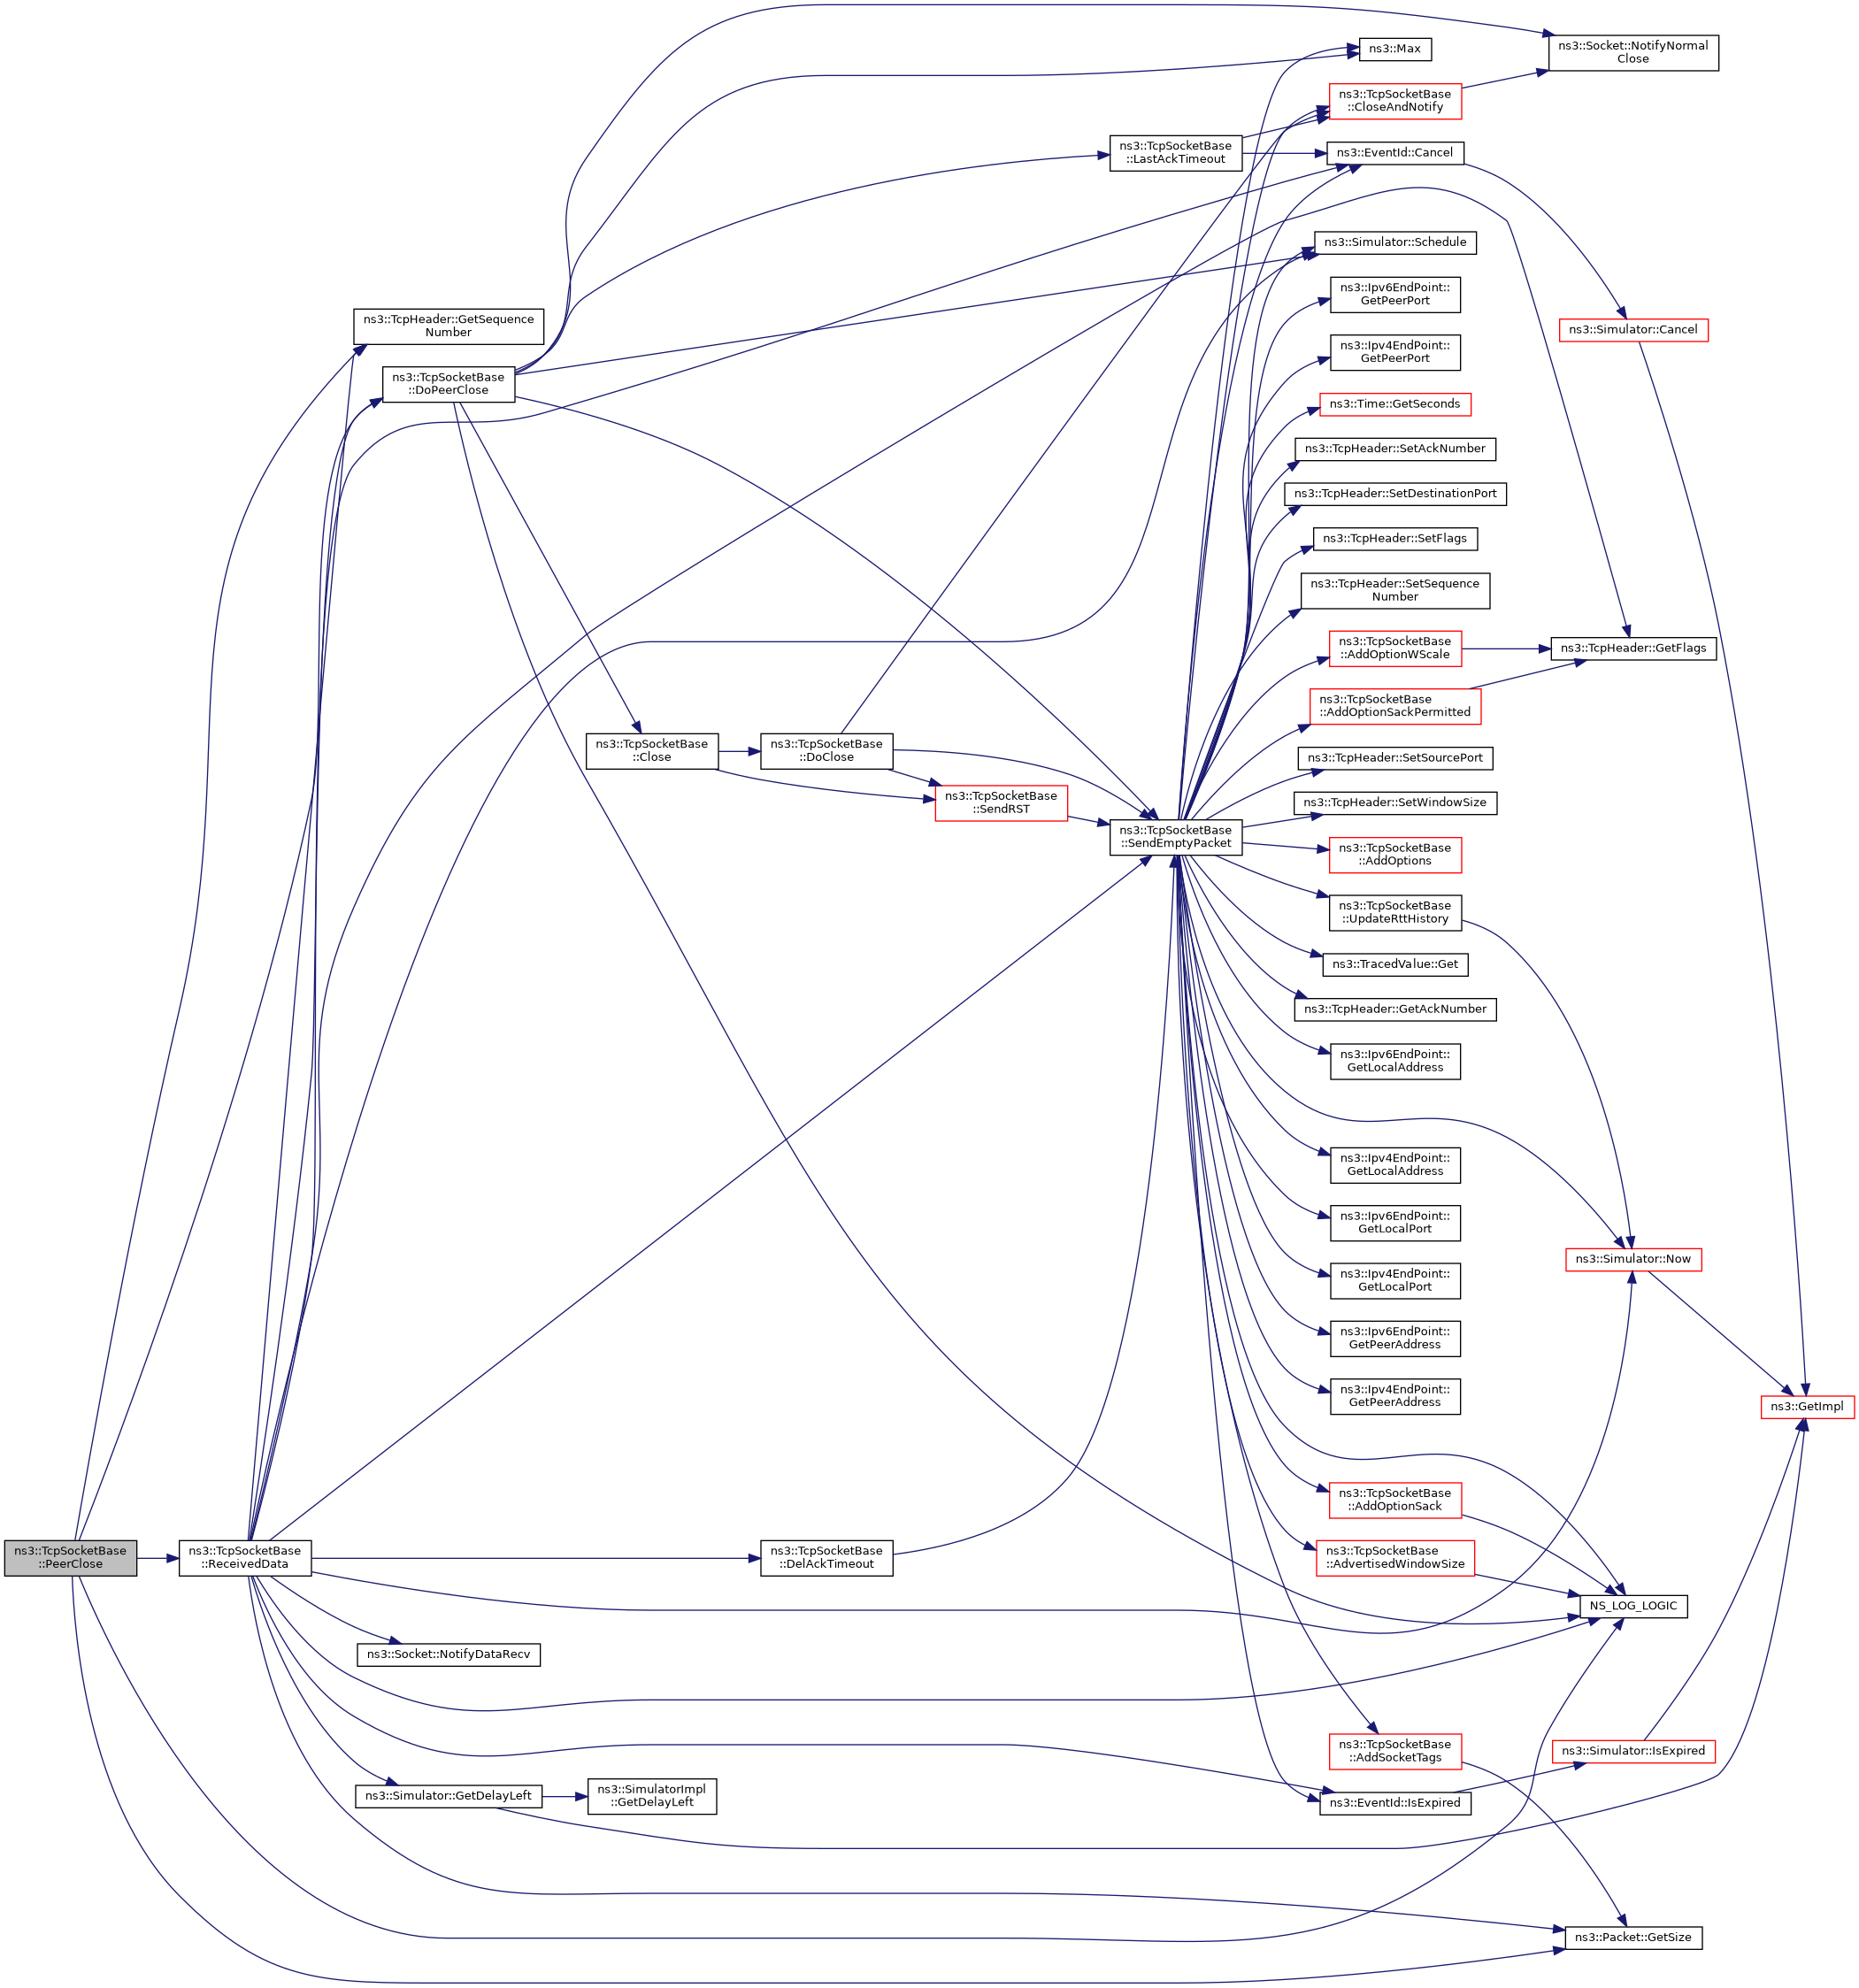 ns3::Socket::NotifyNormal
Close
ns3::Max
ns3::TcpSocketBase
::CloseAndNotify
ns3::TcpSocketBase
::LastAckTimeout
ns3::EventId::Cancel
ns3::Simulator::Schedule
ns3::Ipv6EndPoint::
GetPeerPort
ns3::TcpHeader::GetSequence
Number
ns3::Simulator::Cancel
ns3::Ipv4EndPoint::
GetPeerPort
ns3::TcpSocketBase
::DoPeerClose
ns3::Time::GetSeconds
ns3::TcpHeader::SetAckNumber
ns3::TcpHeader::SetDestinationPort
ns3::TcpHeader::SetFlags
ns3::TcpHeader::SetSequence
Number
ns3::TcpSocketBase
::AddOptionWScale
ns3::TcpHeader::GetFlags
ns3::TcpSocketBase
::AddOptionSackPermitted
ns3::TcpSocketBase
::Close
ns3::TcpSocketBase
::DoClose
ns3::TcpHeader::SetSourcePort
ns3::TcpSocketBase
::SendRST
ns3::TcpHeader::SetWindowSize
ns3::TcpSocketBase
::SendEmptyPacket
ns3::TcpSocketBase
::AddOptions
ns3::TcpSocketBase
::UpdateRttHistory
ns3::TracedValue::Get
ns3::TcpHeader::GetAckNumber
ns3::Ipv6EndPoint::
GetLocalAddress
ns3::Ipv4EndPoint::
GetLocalAddress
ns3::Ipv6EndPoint::
GetLocalPort
ns3::Simulator::Now
ns3::Ipv4EndPoint::
GetLocalPort
ns3::Ipv6EndPoint::
GetPeerAddress
ns3::Ipv4EndPoint::
GetPeerAddress
ns3::GetImpl
ns3::TcpSocketBase
::AddOptionSack
ns3::TcpSocketBase
::PeerClose
ns3::TcpSocketBase
::ReceivedData
ns3::TcpSocketBase
::DelAckTimeout
ns3::TcpSocketBase
::AdvertisedWindowSize
NS_LOG_LOGIC
ns3::Socket::NotifyDataRecv
ns3::TcpSocketBase
::AddSocketTags
ns3::Simulator::IsExpired
ns3::Simulator::GetDelayLeft
ns3::SimulatorImpl
::GetDelayLeft
ns3::EventId::IsExpired
ns3::Packet::GetSize